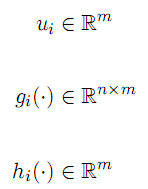 u_i ∈ ℝ^m
g_i(·) ∈ ℝ^{n×m}
h_i(·) ∈ ℝ^m